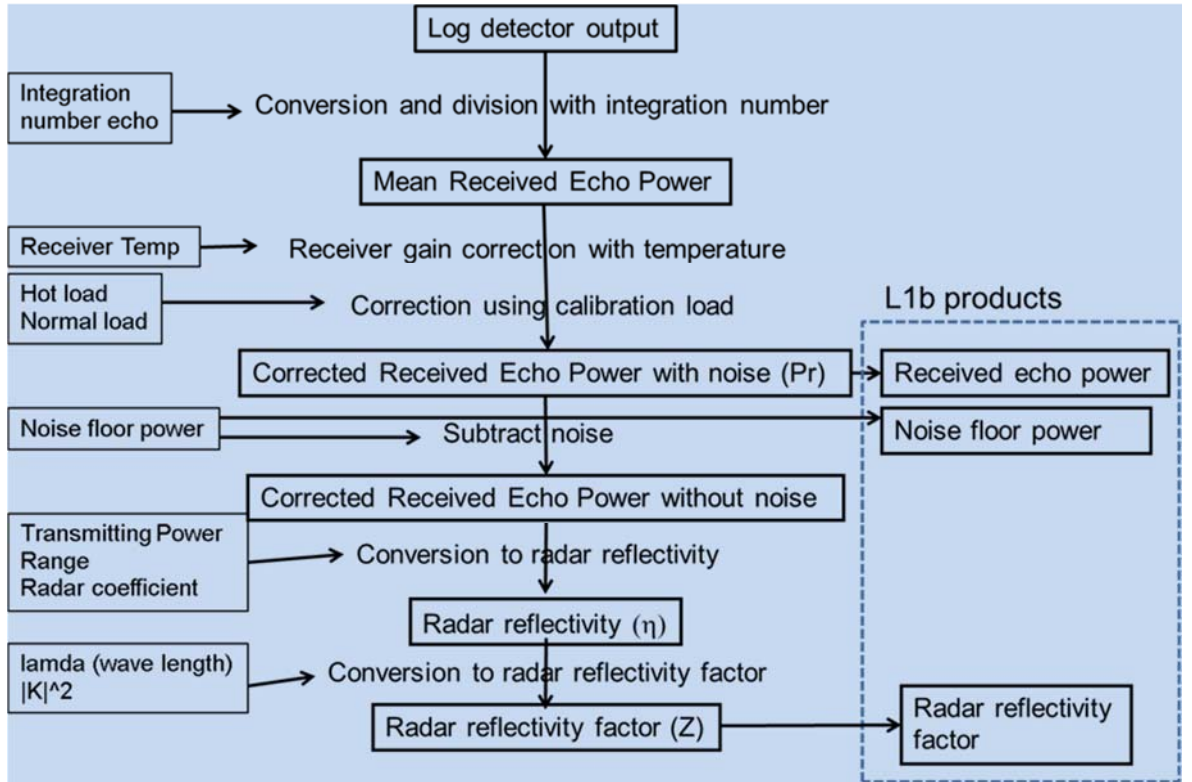 Log detector output
Integration
number echo
Conversion and division with integration number
Mean Received Echo Power
Receiver Temp
Receiver gain correction with temperature
Hot load
Normal load
Correction using calibration load
L1b products
Corrected Received Echo Power with noise (Pr)
Received echo power
Noise floor power
Subtract noise
Noise floor power
Corrected Received Echo Power without noise
Transmitting Power
Range
Radar coefficient
Conversion to radar reflectivity
Radar reflectivity (η)
lamda (wave length)
|K|^2
Conversion to radar reflectivity factor
Radar reflectivity factor (Z)
Radar reflectivity
factor